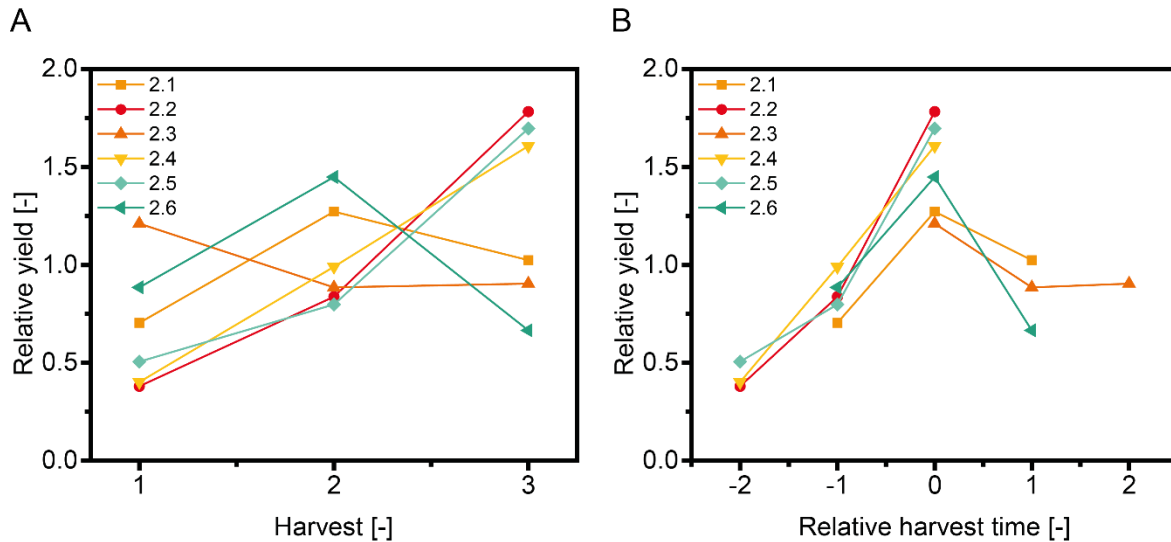 A
Relative yield [-]
2.0
1.5
1.0
0.5
0.0
2.1
2.2
2.3
2.4
2.5
2.6
1 2 3
Harvest [-]
B
Relative yield [-]
2.0
1.5
1.0
0.5
0.0
2.1
2.2
2.3
2.4
2.5
2.6
-2 -1 0 1 2
Relative harvest time [-]